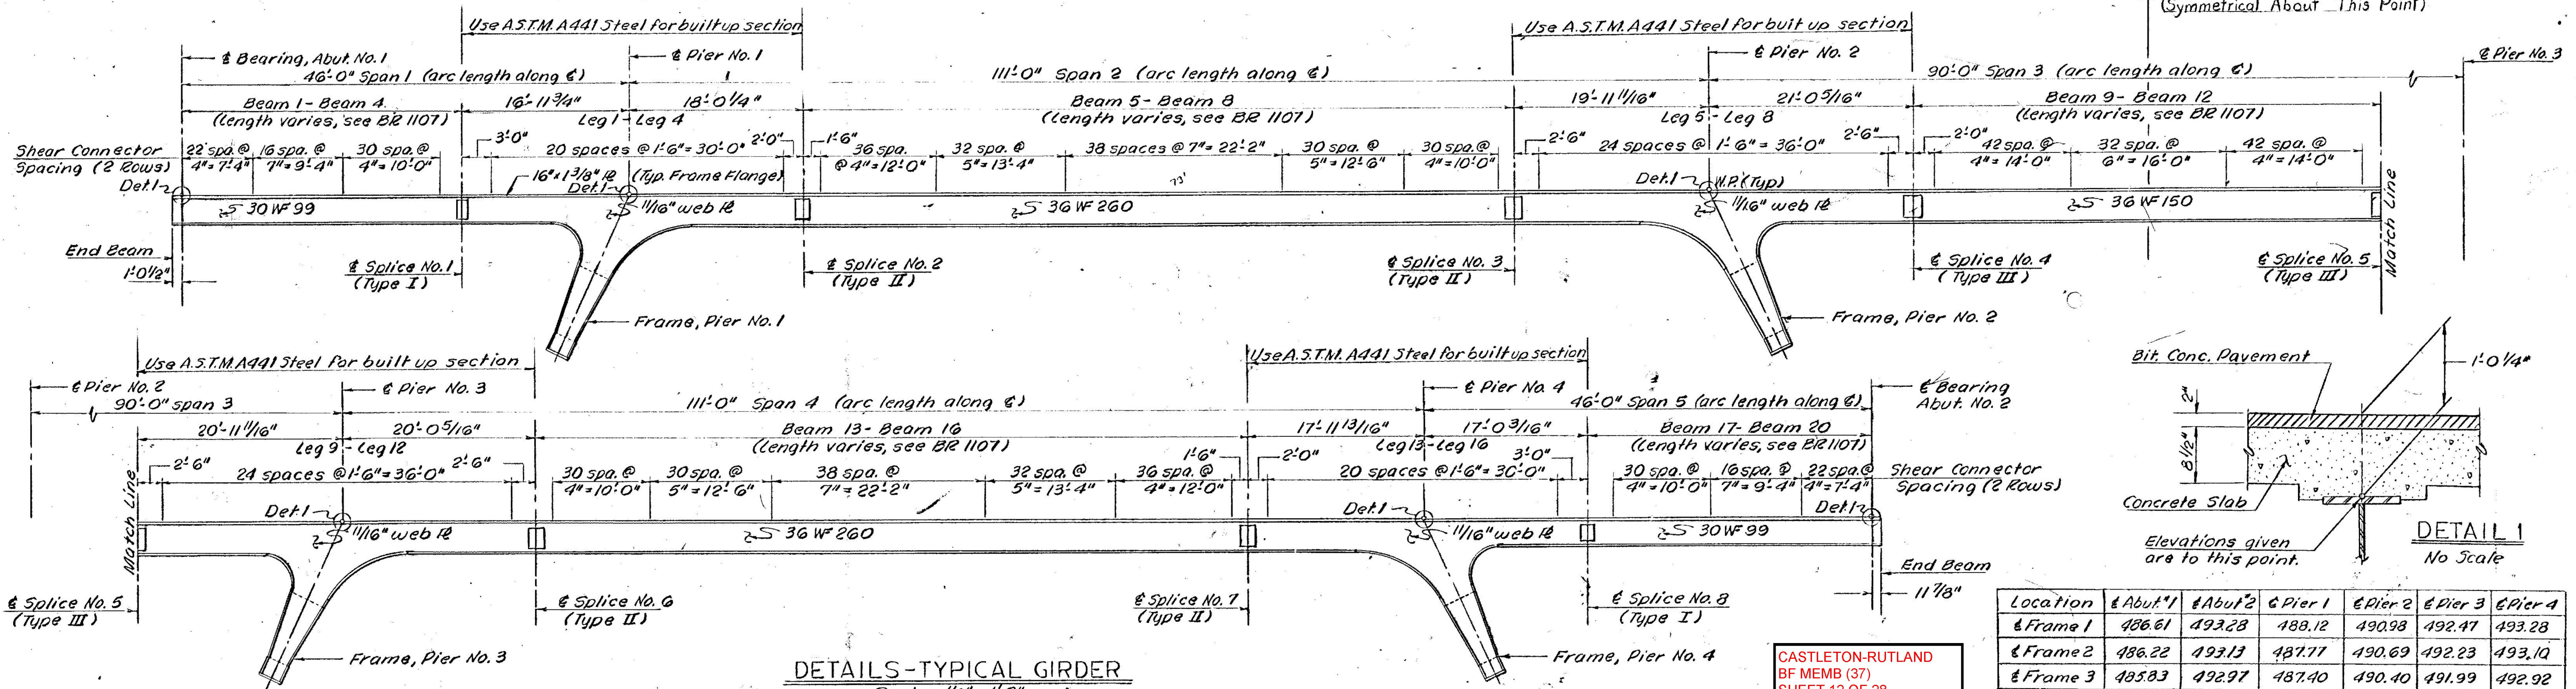 (Symmetrical About This Point)
Use A.S.T.M. A441 Steel for built up section
Use A.S.T.M. A441 Steel for built up section
℄ Bearing, Abut. No. 1
℄ Pier No. 1
℄ Pier No. 2
℄ Pier No. 3
46'-0" Span 1 (arc length along ℄)
111'-0" Span 2 (arc length along ℄)
90'-0" Span 3 (arc length along ℄)
Beam 1 - Beam 4
(length varies, see BR 1107)
16'-11 3/4"
18'-0 1/4"
Leg 1 - Leg 4
Beam 5 - Beam 8
(length varies, see BR 1107)
19'-11 11/16"
21'-0 5/16"
Leg 5 - Leg 8
Beam 9 - Beam 12
(length varies, see BR 1107)
Shear Connector
Spacing (2 Rows)
22 spa. @
4" = 7'-4"
16 spa. @
7" = 9'-4"
30 spa. @
4" = 10'-0"
3'-0"
20 spaces @ 1'-6" = 30'-0"
2'-0"
1'-6"
36 spa.
@ 4" = 12'-0"
32 spa. @
5" = 13'-4"
38 spaces @ 7" = 22'-2"
30 spa. @
5" = 12'-6"
30 spa. @
4" = 10'-0"
2'-6"
24 spaces @ 1'-6" = 36'-0"
2'-6"
2'-0"
42 spa. @
4" = 14'-0"
32 spa. @
6" = 16'-0"
42 spa. @
4" = 14'-0"
Det. 1
16" x 1 3/8" ℙ (Typ. Frame Flange)
Det. 1
73'
Det. 1
W.P. (Typ)
30 WF 99
11/16" web ℙ
36 WF 260
11/16" web ℙ
36 WF 150
Match Line
End Beam
1'-0 1/2"
℄ Splice No. 1
(Type I)
℄ Splice No. 2
(Type II)
℄ Splice No. 3
(Type II)
℄ Splice No. 4
(Type III)
℄ Splice No. 5
(Type III)
Frame, Pier No. 1
Frame, Pier No. 2
Use A.S.T.M. A441 Steel for built up section
Use A.S.T.M. A441 Steel for built up section
℄ Pier No. 2
℄ Pier No. 3
℄ Pier No. 4
℄ Bearing
Abut. No. 2
90'-0" span 3
111'-0" Span 4 (arc length along ℄)
46'-0" Span 5 (arc length along ℄)
20'-11 11/16"
20'-0 5/16"
Leg 9 - Leg 12
Beam 13 - Beam 16
(length varies, see BR 1107)
17'-11 13/16"
17'-0 3/16"
Leg 13 - Leg 16
Beam 17 - Beam 20
(length varies, see BR 1107)
2'-6"
24 spaces @ 1'-6" = 36'-0"
2'-6"
30 spa. @
4" = 10'-0"
30 spa. @
5" = 12'-6"
38 spa. @
7" = 22'-2"
32 spa. @
5" = 13'-4"
36 spa. @
4" = 12'-0"
1'-6"
2'-0"
20 spaces @ 1'-6" = 30'-0"
3'-0"
30 spa. @
4" = 10'-0"
16 spa. @
7" = 9'-4"
22 spa. @
4" = 7'-4"
Shear Connector
Spacing (2 Rows)
Match Line
Det. 1
11/16" web ℙ
36 WF 260
Det. 1
11/16" web ℙ
30 WF 99
Det. 1
End Beam
11 7/8"
℄ Splice No. 5
(Type III)
℄ Splice No. 6
(Type II)
℄ Splice No. 7
(Type II)
℄ Splice No. 8
(Type I)
Frame, Pier No. 3
Frame, Pier No. 4
DETAILS-TYPICAL GIRDER
Bit. Conc. Pavement
1'-0 1/4"
2"
8 1/2"
Concrete Slab
Elevations given
are to this point.
DETAIL 1
No Scale
CASTLETON-RUTLAND
BF MEMB (37)
Location ℄ Abut. #1 ℄ Abut #2 ℄ Pier 1 ℄ Pier 2 ℄ Pier 3 ℄ Pier 4
℄ Frame 1 486.61 493.28 488.12 490.98 492.47 493.28
℄ Frame 2 486.22 493.13 487.77 490.69 492.23 493.10
℄ Frame 3 485.83 492.97 487.40 490.40 491.99 492.92